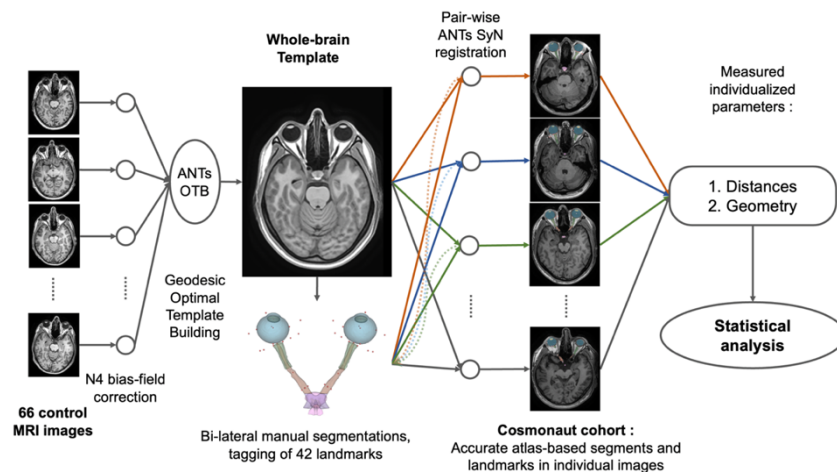 Whole-brain
Template
Pair-wise
ANTs SyN
registration
Measured
individualized
parameters :
ANTs
OTB
1. Distances
2. Geometry
Geodesic
Optimal
Template
Building
N4 bias-field
correction
66 control
MRI images
Bi-lateral manual segmentations,
tagging of 42 landmarks
Cosmonaut cohort :
Accurate atlas-based segments and
landmarks in individual images
Statistical
analysis